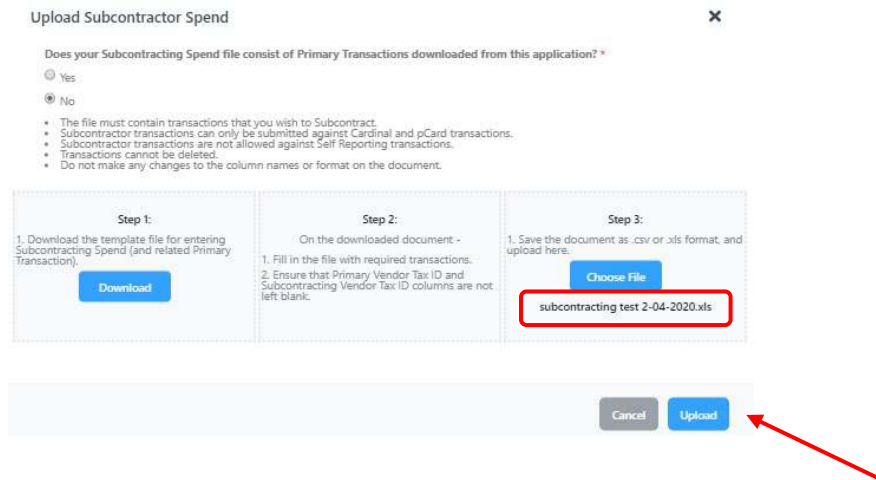 Upload Subcontractor Spend
Does your Subcontracting Spend file consist of Primary Transactions downloaded from this application? *
Yes
No
• The file must contain transactions that you wish to Subcontract.
• Subcontractor transactions can only be submitted against Cardinal and pCard transactions.
• Subcontractor transactions are not allowed against Self Reporting transactions.
• Transactions cannot be deleted.
• Do not make any changes to the column names or format on the document.
Step 1:
1. Download the template file for entering
Subcontracting Spend (and related Primary
Transaction).
Download
Step 2:
On the downloaded document -
1. Fill in the file with required transactions.
2. Ensure that Primary Vendor Tax ID and
Subcontracting Vendor Tax ID columns are not
left blank.
Step 3:
1. Save the document as .csv or .xls format, and
upload here.
Choose File
subcontracting test 2-04-2020.xls
Cancel
Upload